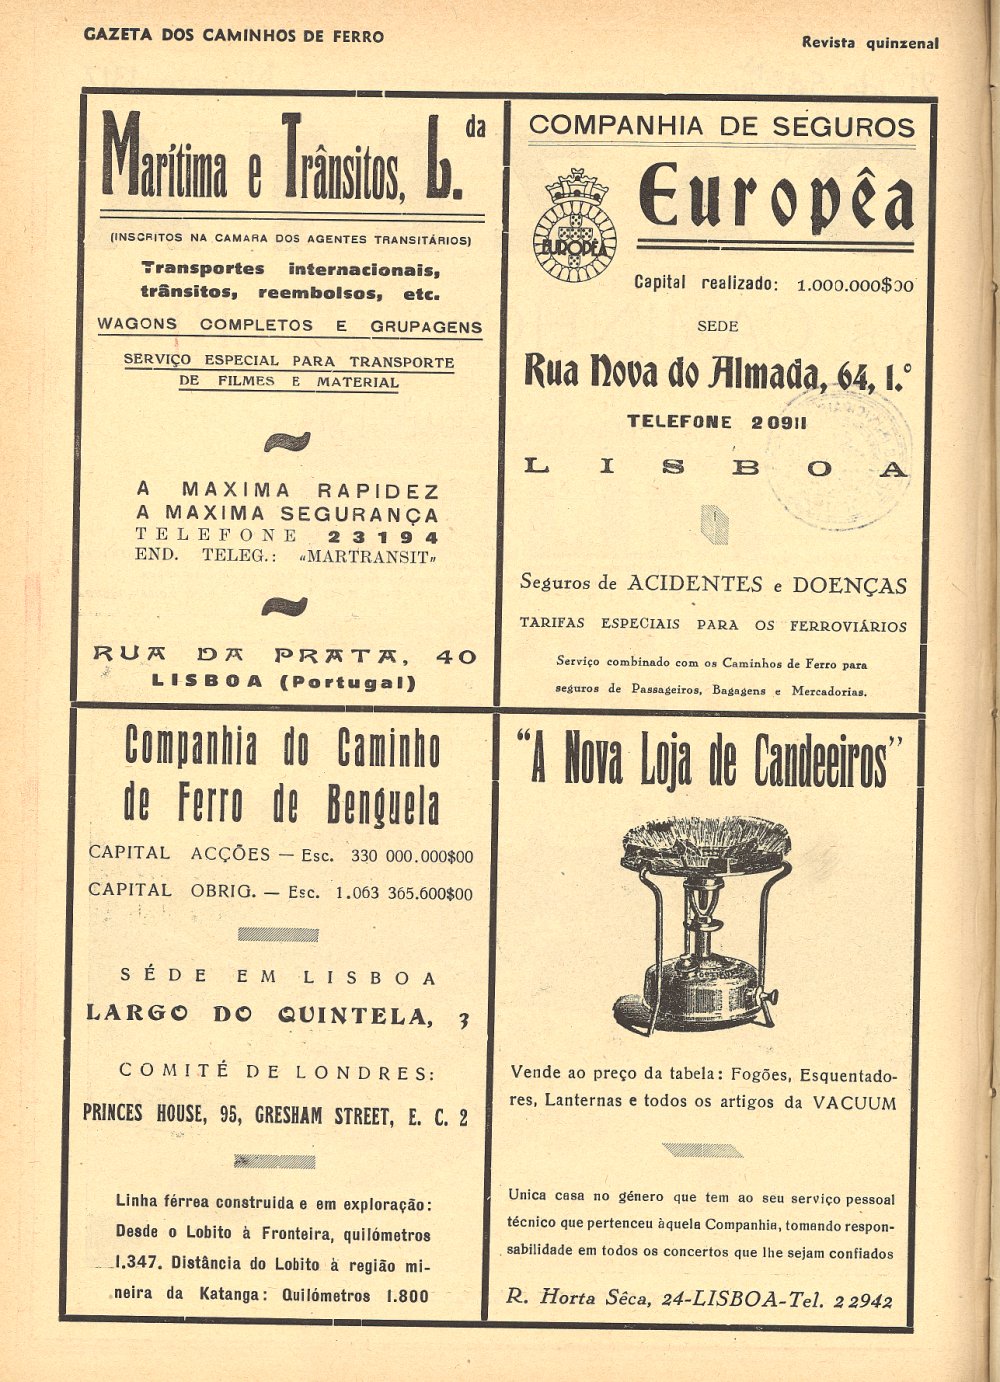 GAZETA DOS CAMINHOS DE FERRO
Revista quinzenal
Marítima e Trânsitos, L.da
(INSCRITOS NA CAMARA DOS AGENTES TRANSITÁRIOS)
Transportes internacionais,
trânsitos, reembolsos, etc.
WAGONS COMPLETOS E GRUPAGENS
SERVIÇO ESPECIAL PARA TRANSPORTE
DE FILMES E MATERIAL
A MAXIMA RAPIDEZ
A MAXIMA SEGURANÇA
TELEFONE 23194
END. TELEG.: «MARTRANSIT»
RUA DA PRATA, 40
LISBOA (Portugal)
COMPANHIA DE SEGUROS
Europêa
EUROPÊA
Capital realizado: 1.000.000$00
SEDE
Rua Nova do Almada, 64, 1.°
TELEFONE 20911
LISBOA
Seguros de ACIDENTES e DOENÇAS
TARIFAS ESPECIAIS PARA OS FERROVIÁRIOS
Serviço combinado com os Caminhos de Ferro para
seguros de Passageiros, Bagagens e Mercadorias.
Companhia do Caminho
de Ferro de Benguela
CAPITAL ACÇÕES — Esc. 330 000.000$00
CAPITAL OBRIG. — Esc. 1.063 365.600$00
SÉDE EM LISBOA
LARGO DO QUINTELA, 3
COMITÉ DE LONDRES:
PRINCES HOUSE, 95, GRESHAM STREET, E. C. 2
Linha férrea construida e em exploração:
Desde o Lobito à Fronteira, quilómetros
1.347. Distância do Lobito à região mi-
neira da Katanga: Quilómetros 1.800
"A Nova Loja de Candeeiros"
Vende ao preço da tabela: Fogões, Esquentado-
res, Lanternas e todos os artigos da VACUUM
Unica casa no género que tem ao seu serviço pessoal
técnico que pertenceu àquela Companhia, tomando respon-
sabilidade em todos os concertos que lhe sejam confiados
R. Horta Sêca, 24-LISBOA-Tel. 22942